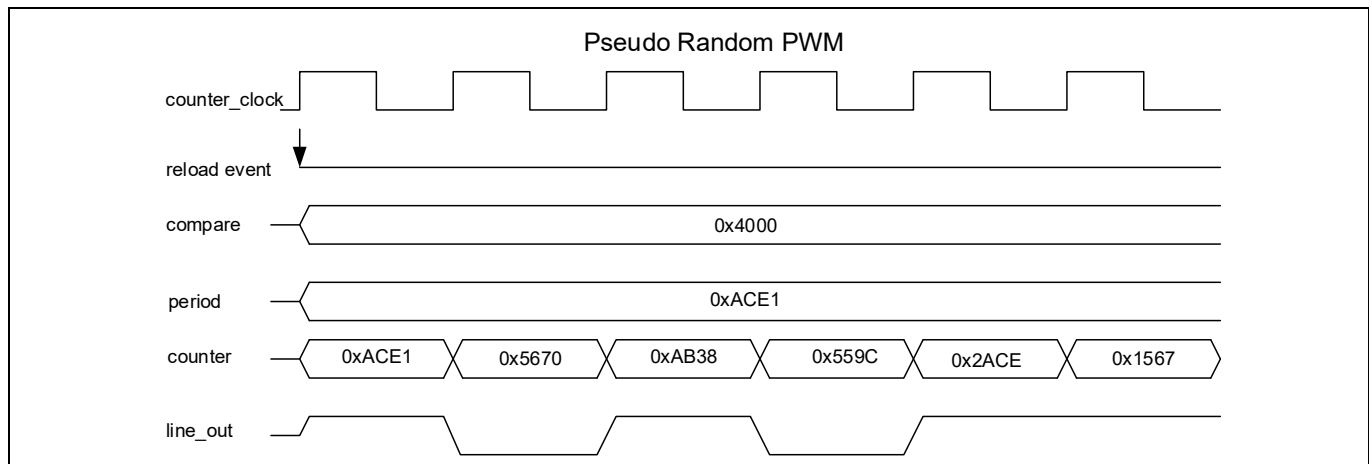 Pseudo Random PWM
counter_clock
reload event
compare
0x4000
period
0xACE1
counter
0xACE1 0x5670 0xAB38 0x559C 0x2ACE 0x1567
line_out